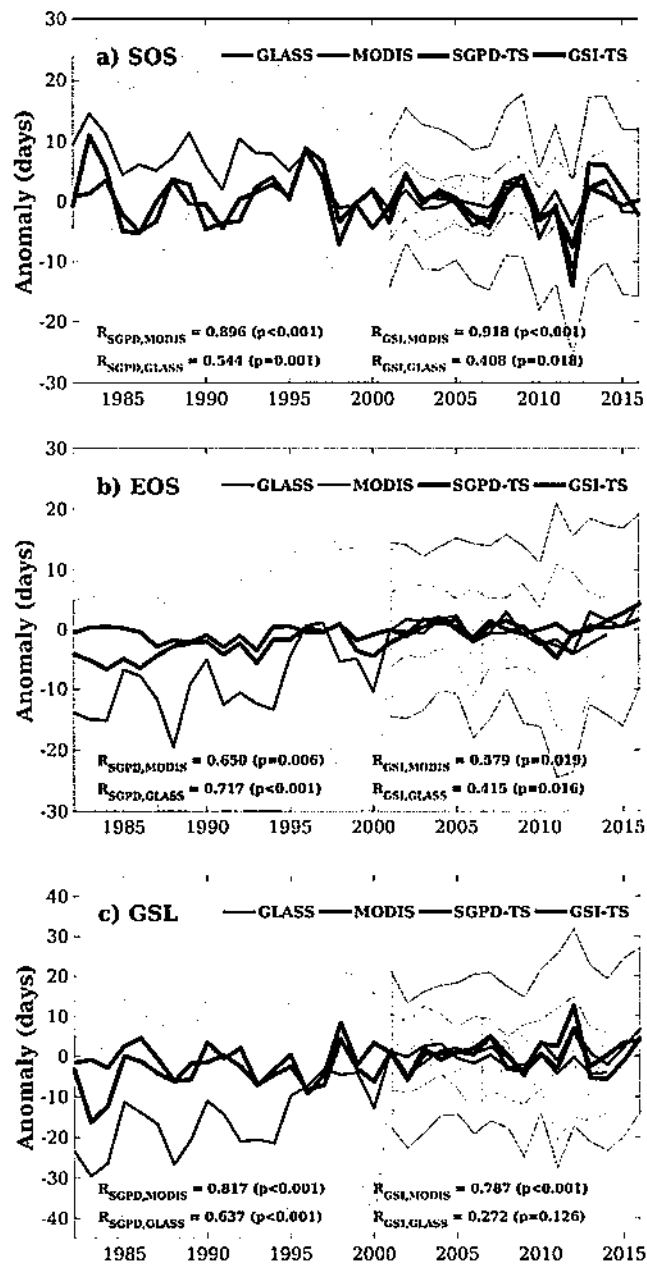 30
a) SOS
GLASS MODIS SGPD-TS GSI-TS
20
10
0
-10
-20
-30
Anomaly (days)
R_SGPD,MODIS = 0.896 (p<0.001) R_GSI,MODIS = 0.918 (p<0.001)
R_SGPD,GLASS = 0.544 (p=0.001) R_GSI,GLASS = 0.408 (p=0.018)
1985 1990 1995 2000 2005 2010 2015
30
b) EOS
GLASS MODIS SGPD-TS GSI-TS
20
10
0
-10
-20
-30
Anomaly (days)
R_SGPD,MODIS = 0.650 (p=0.006) R_GSI,MODIS = 0.579 (p=0.019)
R_SGPD,GLASS = 0.717 (p<0.001) R_GSI,GLASS = 0.415 (p=0.016)
1985 1990 1995 2000 2005 2010 2015
40
c) GSL
GLASS MODIS SGPD-TS GSI-TS
30
20
10
0
-10
-20
-30
-40
Anomaly (days)
R_SGPD,MODIS = 0.817 (p<0.001) R_GSI,MODIS = 0.787 (p<0.001)
R_SGPD,GLASS = 0.637 (p<0.001) R_GSI,GLASS = 0.272 (p=0.126)
1985 1990 1995 2000 2005 2010 2015